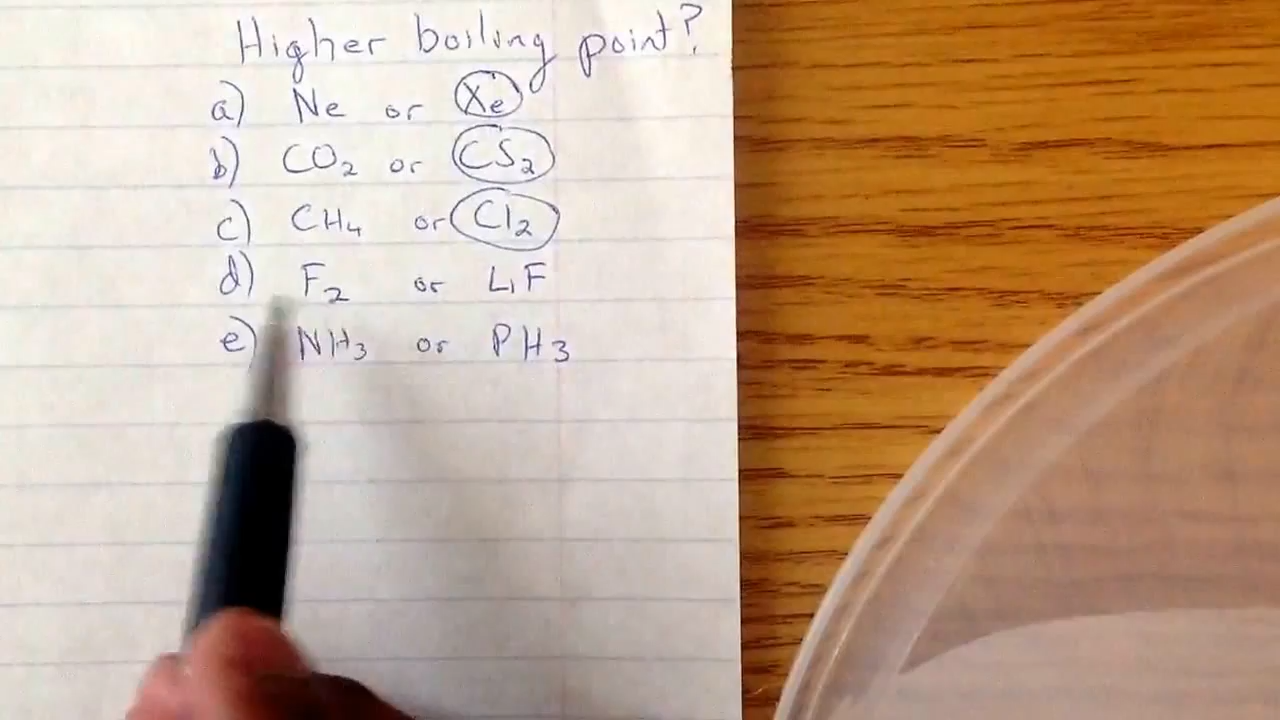 Higher boiling point?
a) Ne or Xe
b) CO₂ or CS₂
c) CH₄ or Cl₂
d) F₂ or LiF
e) NH₃ or PH₃